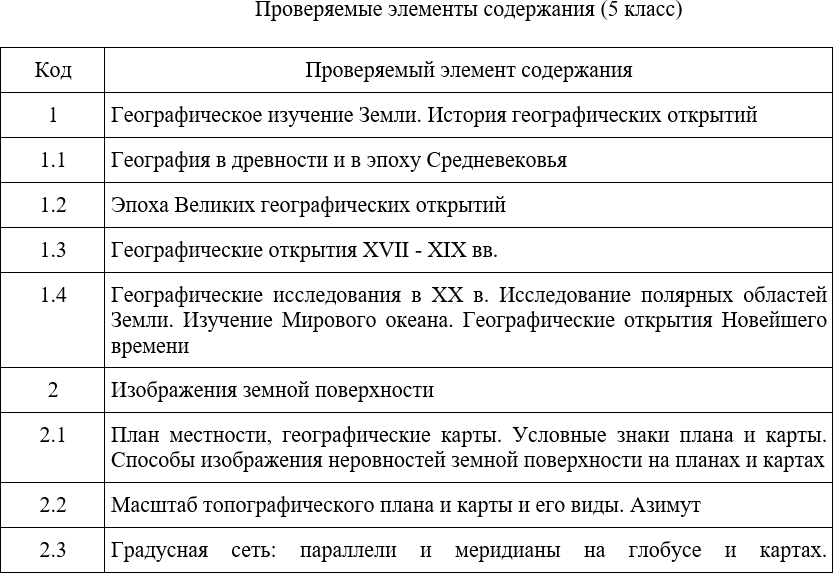 Проверяемые элементы содержания (5 класс)
Код Проверяемый элемент содержания
1 Географическое изучение Земли. История географических открытий
1.1 География в древности и в эпоху Средневековья
1.2 Эпоха Великих географических открытий
1.3 Географические открытия XVII - XIX вв.
1.4 Географические исследования в XX в. Исследование полярных областей
Земли. Изучение Мирового океана. Географические открытия Новейшего
времени
2 Изображения земной поверхности
2.1 План местности, географические карты. Условные знаки плана и карты.
Способы изображения неровностей земной поверхности на планах и картах
2.2 Масштаб топографического плана и карты и его виды. Азимут
2.3 Градусная сеть: параллели и меридианы на глобусе и картах.